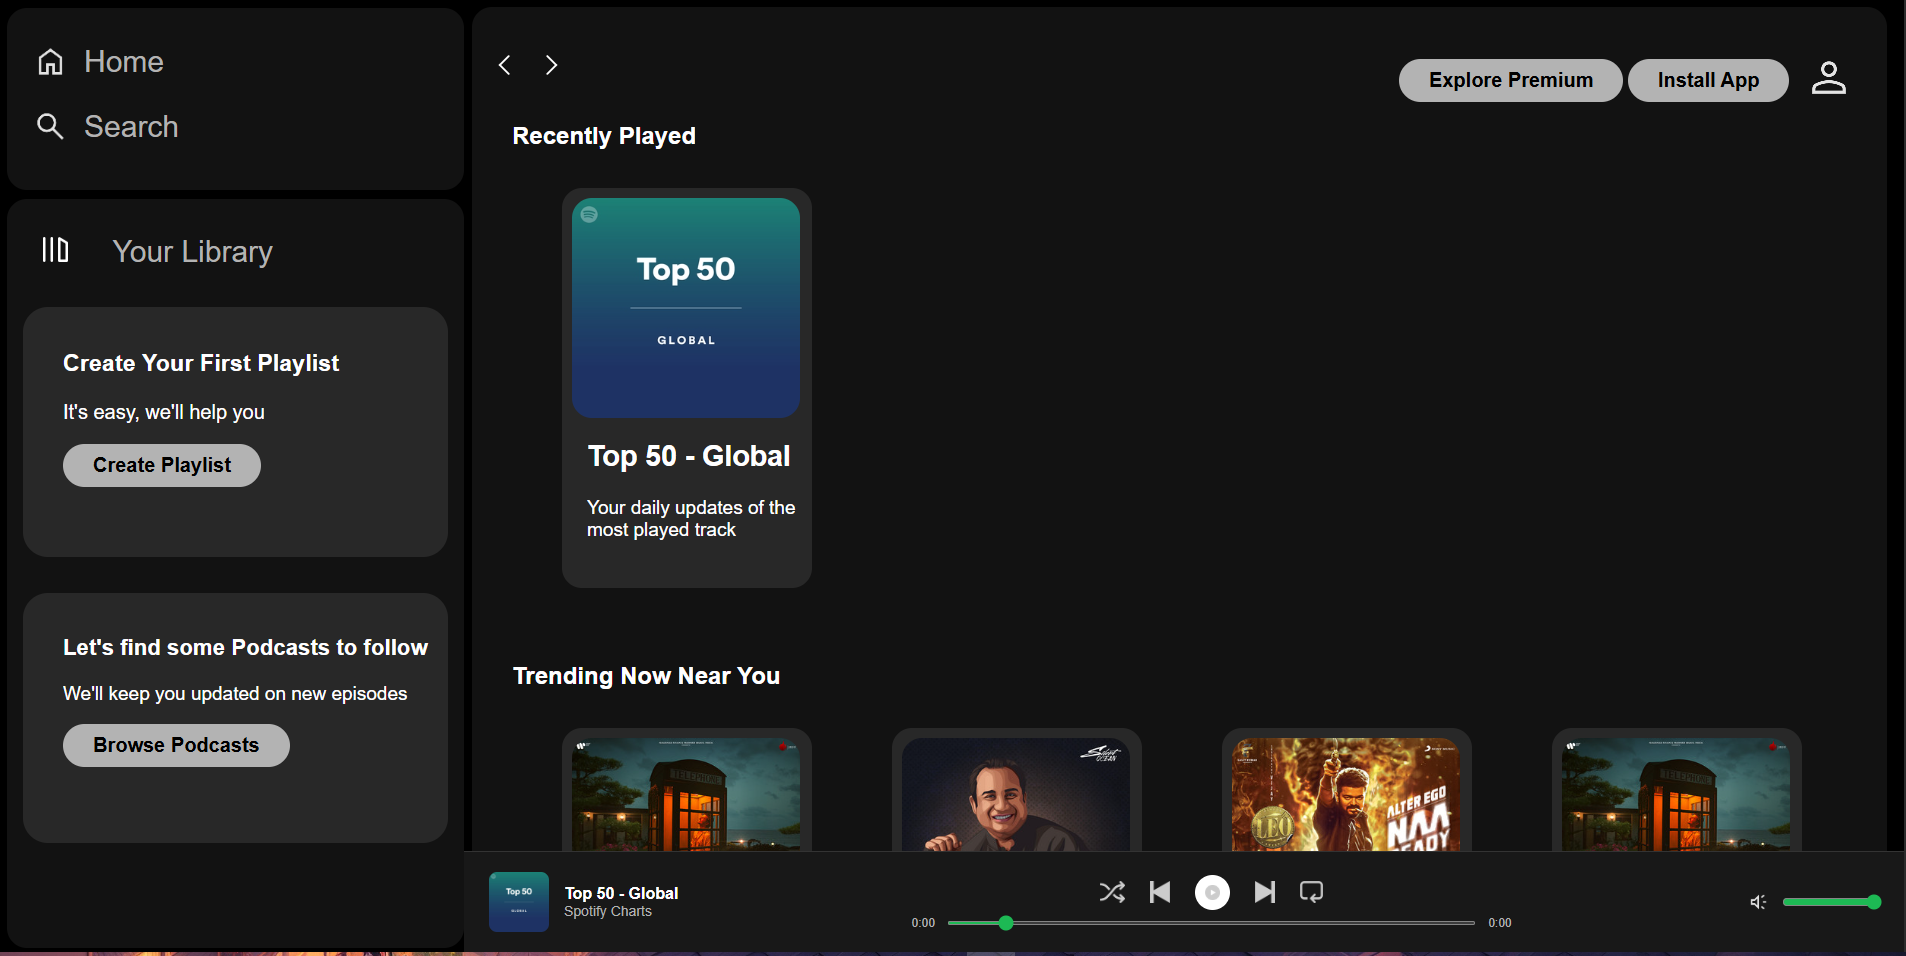 Home
Search
Your Library
Create Your First Playlist
It's easy, we'll help you
Create Playlist
Let's find some Podcasts to follow
We'll keep you updated on new episodes
Browse Podcasts
Explore Premium
Install App
Recently Played
Top 50
GLOBAL
Top 50 - Global
Your daily updates of the
most played track
Trending Now Near You
TELEPHONE
OCEAN
LEO
ALTER EGO
NAA
READY
TELEPHONE
Top 50
GLOBAL
Top 50 - Global
Spotify Charts
0:00
0:00